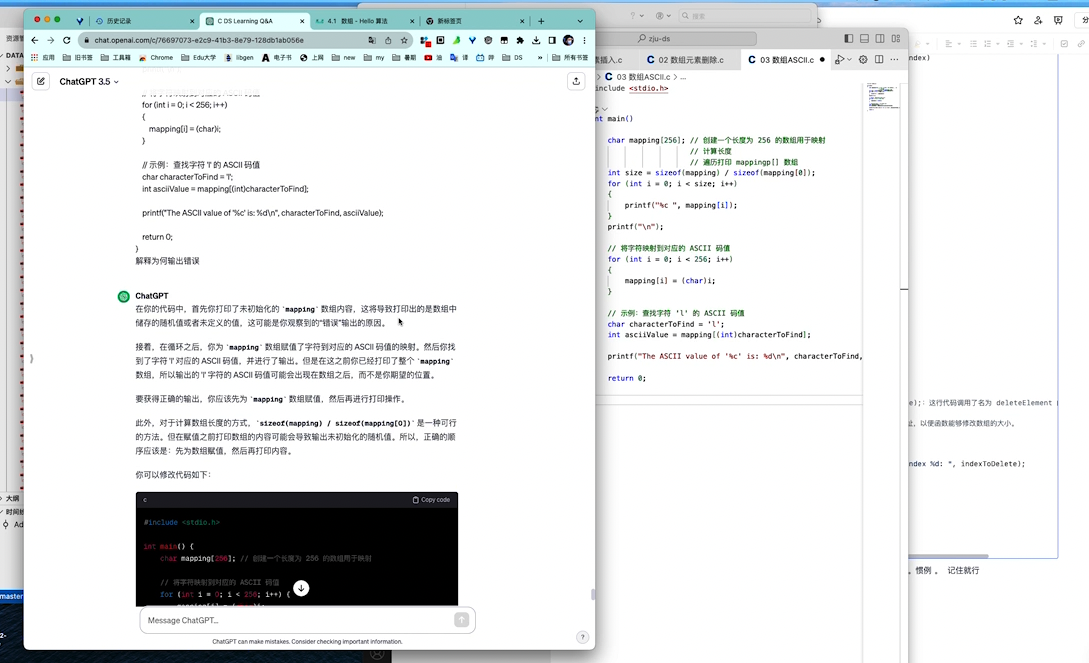 历史记录
C DS Learning Q&A
4.1 数组 - Hello 算法
新标签页
chat.openai.com/c/76697073-e2c9-41b3-8e79-128db1ab056e
应用
旧书签
工具箱
Chrome
Edu大学
libgen
电子书
上网
new
my
暑期
油
译
哔
DS
»
所有书签
ChatGPT 3.5
for (int i = 0; i < 256; i++)
{
mapping[i] = (char)i;
}
// 示例：查找字符 'l' 的 ASCII 码值
char characterToFind = 'l';
int asciiValue = mapping[(int)characterToFind];
printf("The ASCII value of '%c' is: %d\n", characterToFind, asciiValue);
return 0;
}
解释为何输出错误
ChatGPT
在你的代码中，首先你打印了未初始化的 `mapping` 数组内容，这将导致打印出的是数组中
储存的随机值或者未定义的值，这可能是你观察到的“错误”输出的原因。
接着，在循环之后，你为 `mapping` 数组赋值了字符到对应的 ASCII 码值的映射。然后你找
到了字符 'l' 对应的 ASCII 码值，并进行了输出。但是在这之前你已经打印了整个 `mapping`
数组，所以输出的 'l' 字符的 ASCII 码值可能会出现在数组之后，而不是你期望的位置。
要获得正确的输出，你应该先为 `mapping` 数组赋值，然后再进行打印操作。
此外，对于计算数组长度的方式，`sizeof(mapping) / sizeof(mapping[0])` 是一种可行
的方法。但在赋值之前打印数组的内容可能会导致输出未初始化的随机值。所以，正确的顺
序应该是：先为数组赋值，然后再打印内容。
你可以修改代码如下：
c
Copy code
#include <stdio.h>
int main() {
char mapping[256]; // 创建一个长度为 256 的数组用于映射
// 将字符映射到对应的 ASCII 码值
for (int i = 0; i < 256; i++) {
Message ChatGPT...
ChatGPT can make mistakes. Consider checking important information.
?
搜索
zju-ds
素插入.c
C 02 数组元素删除.c
C 03 数组ASCII.c
C 03 数组ASCII.c > ...
include <stdio.h>
nt main()
char mapping[256]; // 创建一个长度为 256 的数组用于映射
// 计算长度
// 遍历打印 mappingp[] 数组
int size = sizeof(mapping) / sizeof(mapping[0]);
for (int i = 0; i < size; i++)
{
printf("%c ", mapping[i]);
}
printf("\n");
// 将字符映射到对应的 ASCII 码值
for (int i = 0; i < 256; i++)
{
mapping[i] = (char)i;
}
// 示例：查找字符 'l' 的 ASCII 码值
char characterToFind = 'l';
int asciiValue = mapping[(int)characterToFind];
printf("The ASCII value of '%c' is: %d\n", characterToFind,
return 0;
ndex)
e);：这行代码调用了名为 deleteElement
，以便函数能够修改数组的大小。
ndex %d: ", indexToDelete);
。惯例 。 记住就行
资源管
DATA
大纲
时间线
Ad
master